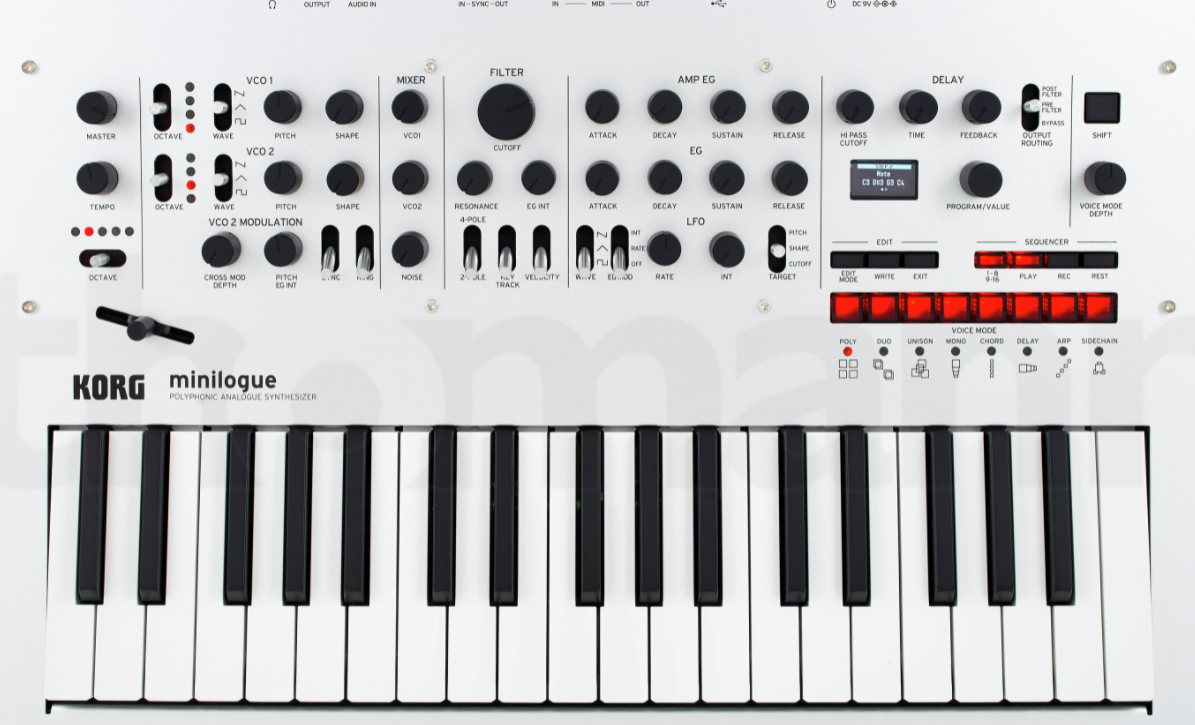 OUTPUT AUDIO IN IN - SYNC - OUT IN MIDI OUT DC 9V
VCO 1 MIXER FILTER AMP EG DELAY
POST FILTER
PRE FILTER
BYPASS
MASTER OCTAVE WAVE PITCH SHAPE VCO1 CUTOFF ATTACK DECAY SUSTAIN RELEASE HI PASS CUTOFF TIME FEEDBACK OUTPUT ROUTING SHIFT
VCO 2 EG
Note
C3 D#3 G3 C4
TEMPO OCTAVE WAVE PITCH SHAPE VCO2 RESONANCE EG INT ATTACK DECAY SUSTAIN RELEASE PROGRAM/VALUE VOICE MODE DEPTH
VCO 2 MODULATION 4-POLE LFO
INT
RATE
OFF
PITCH
SHAPE
CUTOFF
EDIT SEQUENCER
OCTAVE CROSS MOD DEPTH PITCH EG INT SYNC RING NOISE 2-POLE KEY TRACK VELOCITY WAVE EG MOD RATE INT TARGET
EDIT MODE WRITE EXIT 1-8 9-16 PLAY REC REST
VOICE MODE
POLY DUO UNISON MONO CHORD DELAY ARP SIDECHAIN
KORG minilogue
POLYPHONIC ANALOGUE SYNTHESIZER
thomann